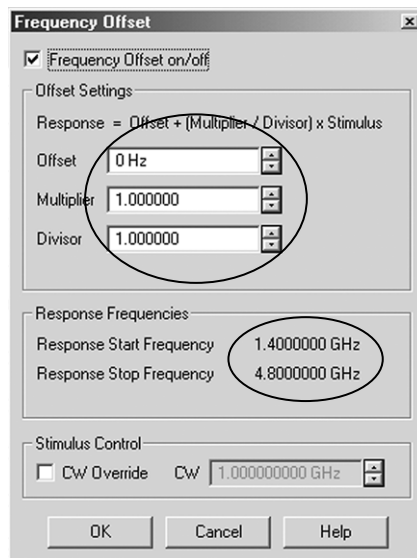 Frequency Offset
Frequency Offset on/off
Offset Settings
Response = Offset + (Multiplier / Divisor) x Stimulus
Offset 0 Hz
Multiplier 1.000000
Divisor 1.000000
Response Frequencies
Response Start Frequency 1.4000000 GHz
Response Stop Frequency 4.8000000 GHz
Stimulus Control
CW Override CW 1.000000000 GHz
OK Cancel Help